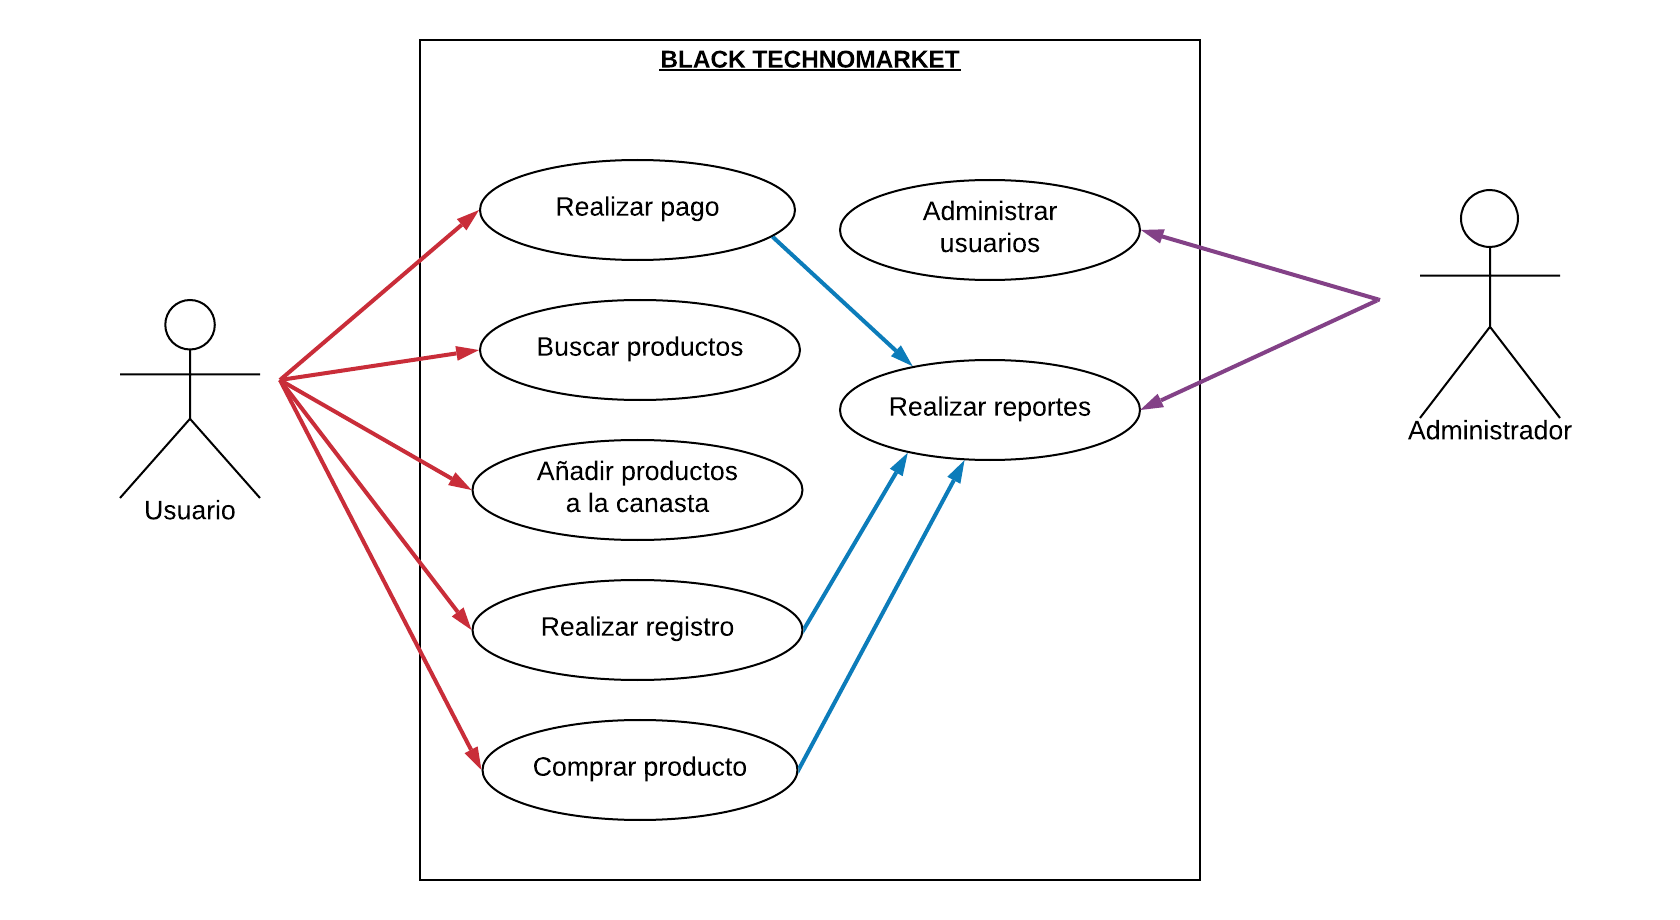 BLACK TECHNOMARKET
Realizar pago
Administrar
usuarios
Buscar productos
Realizar reportes
Administrador
Añadir productos
a la canasta
Usuario
Realizar registro
Comprar producto